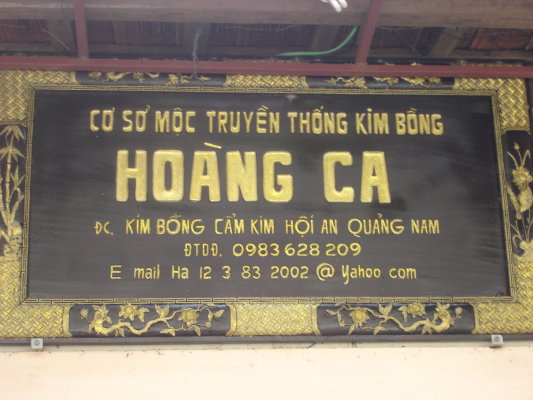 CƠ SỞ MỘC TRUYỀN THỐNG KIM BỒNG
HOÀNG CA
ĐC. KIM BỒNG CẨM KIM HỘI AN QUẢNG NAM
ĐTDĐ. 0983 628 209
E mail Ha 12 3 83 2002 @ Yahoo com